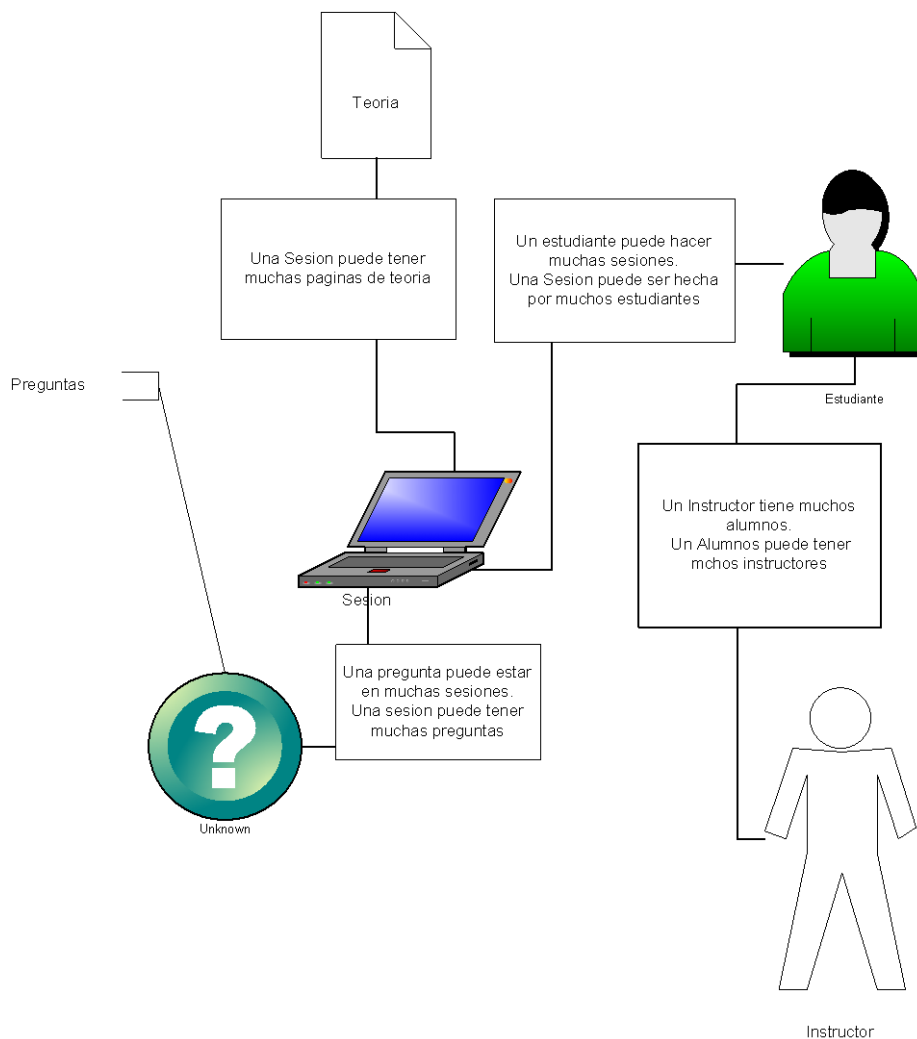 Teoria
Una Sesion puede tener
muchas paginas de teoria
Un estudiante puede hacer
muchas sesiones.
Una Sesion puede ser hecha
por muchos estudiantes
Preguntas
Estudiante
Un Instructor tiene muchos
alumnos.
Un Alumnos puede tener
mchos instructores
Sesion
Una pregunta puede estar
en muchas sesiones.
Una sesion puede tener
muchas preguntas
?
Unknown
Instructor